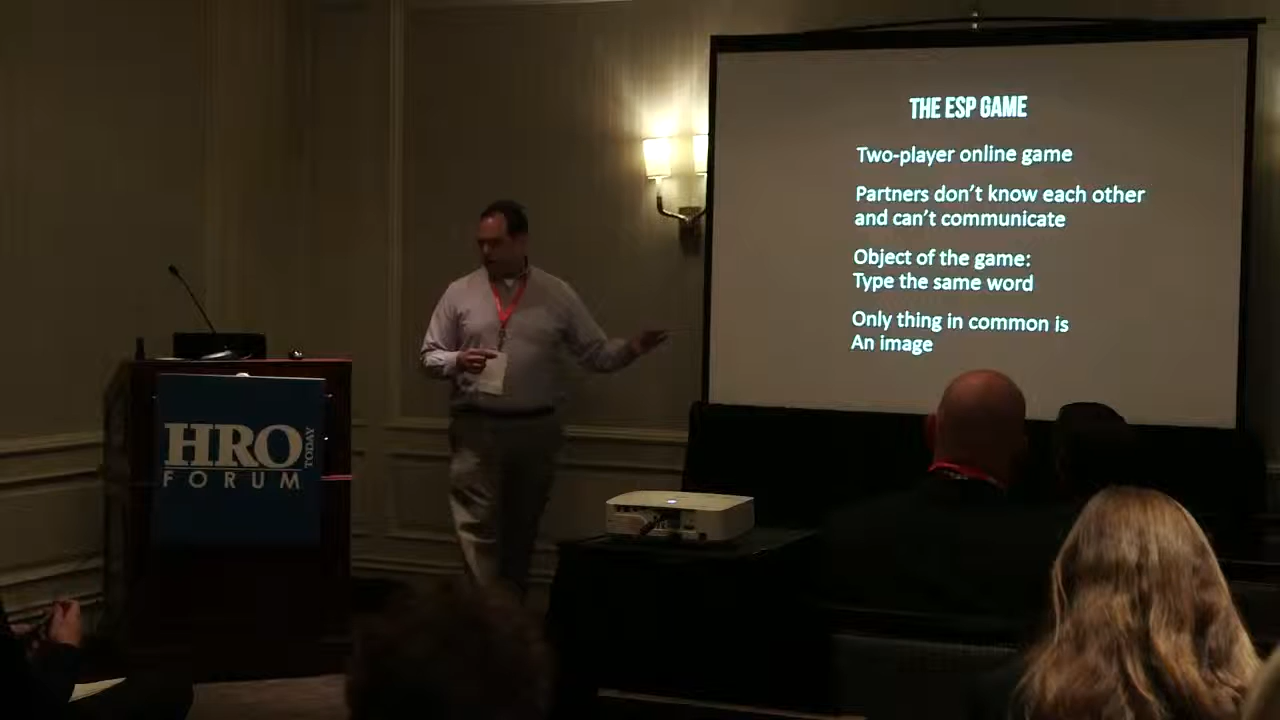 THE ESP GAME
Two-player online game
Partners don't know each other
and can't communicate
Object of the game:
Type the same word
Only thing in common is
An image
HRO
TODAY
FORUM